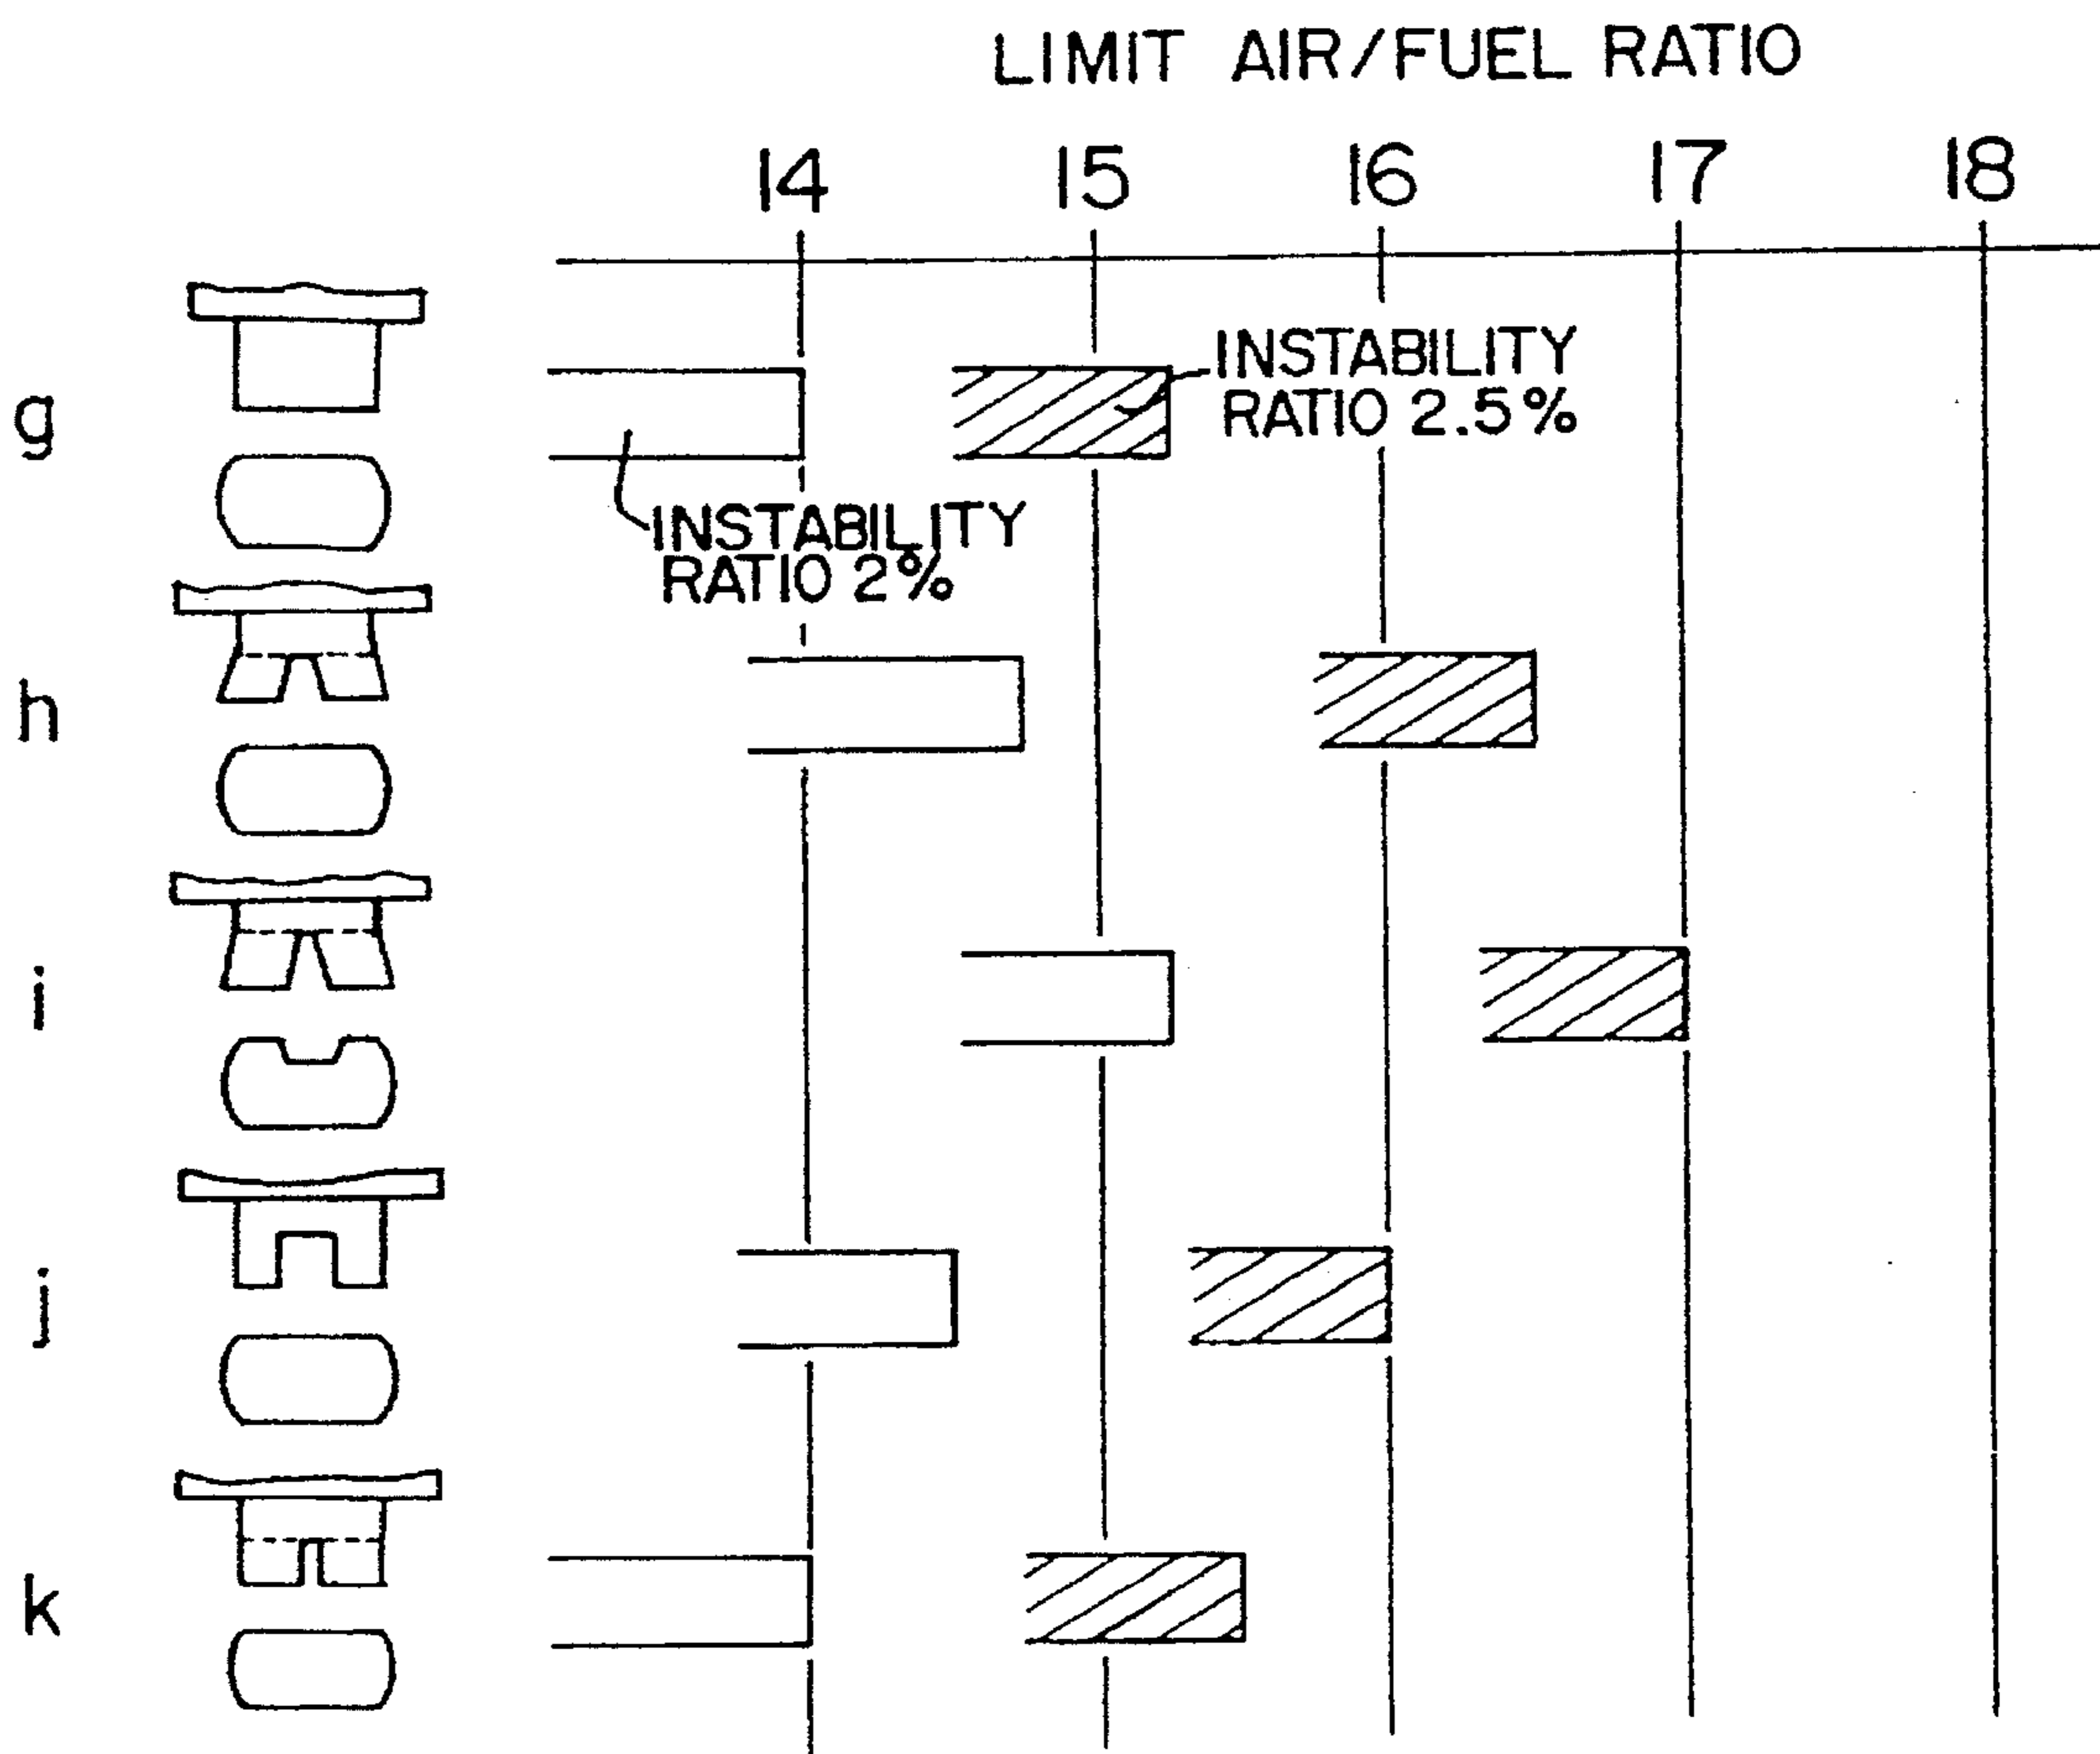 LIMIT AIR/FUEL RATIO
14 15 16 17 18
g
INSTABILITY
RATIO 2.5%
INSTABILITY
RATIO 2%
h
i
j
k